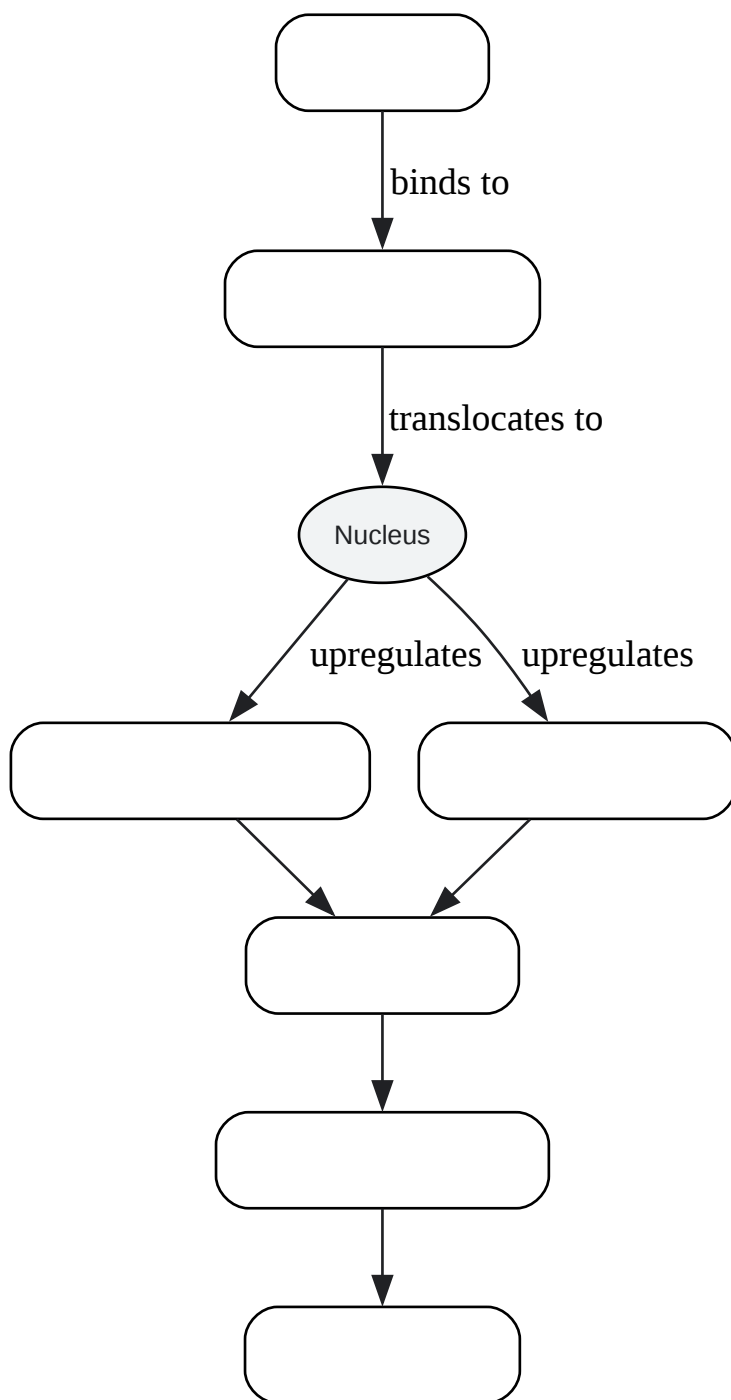 binds to
translocates to
Nucleus
upregulates
upregulates